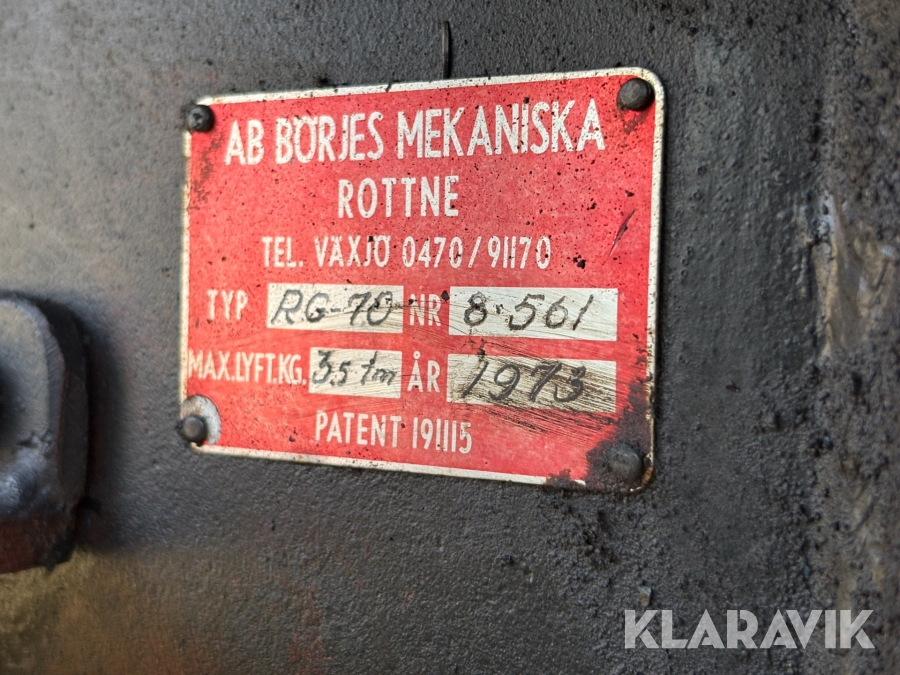 AB BÖRJES MEKANISKA
ROTTNE
TEL. VÄXJÖ 0470/91170
TYP RG-70 NR 8·561
MAX.LYFT.KG. 3,5 tm ÅR 1973
PATENT 191115
KLARAVIK